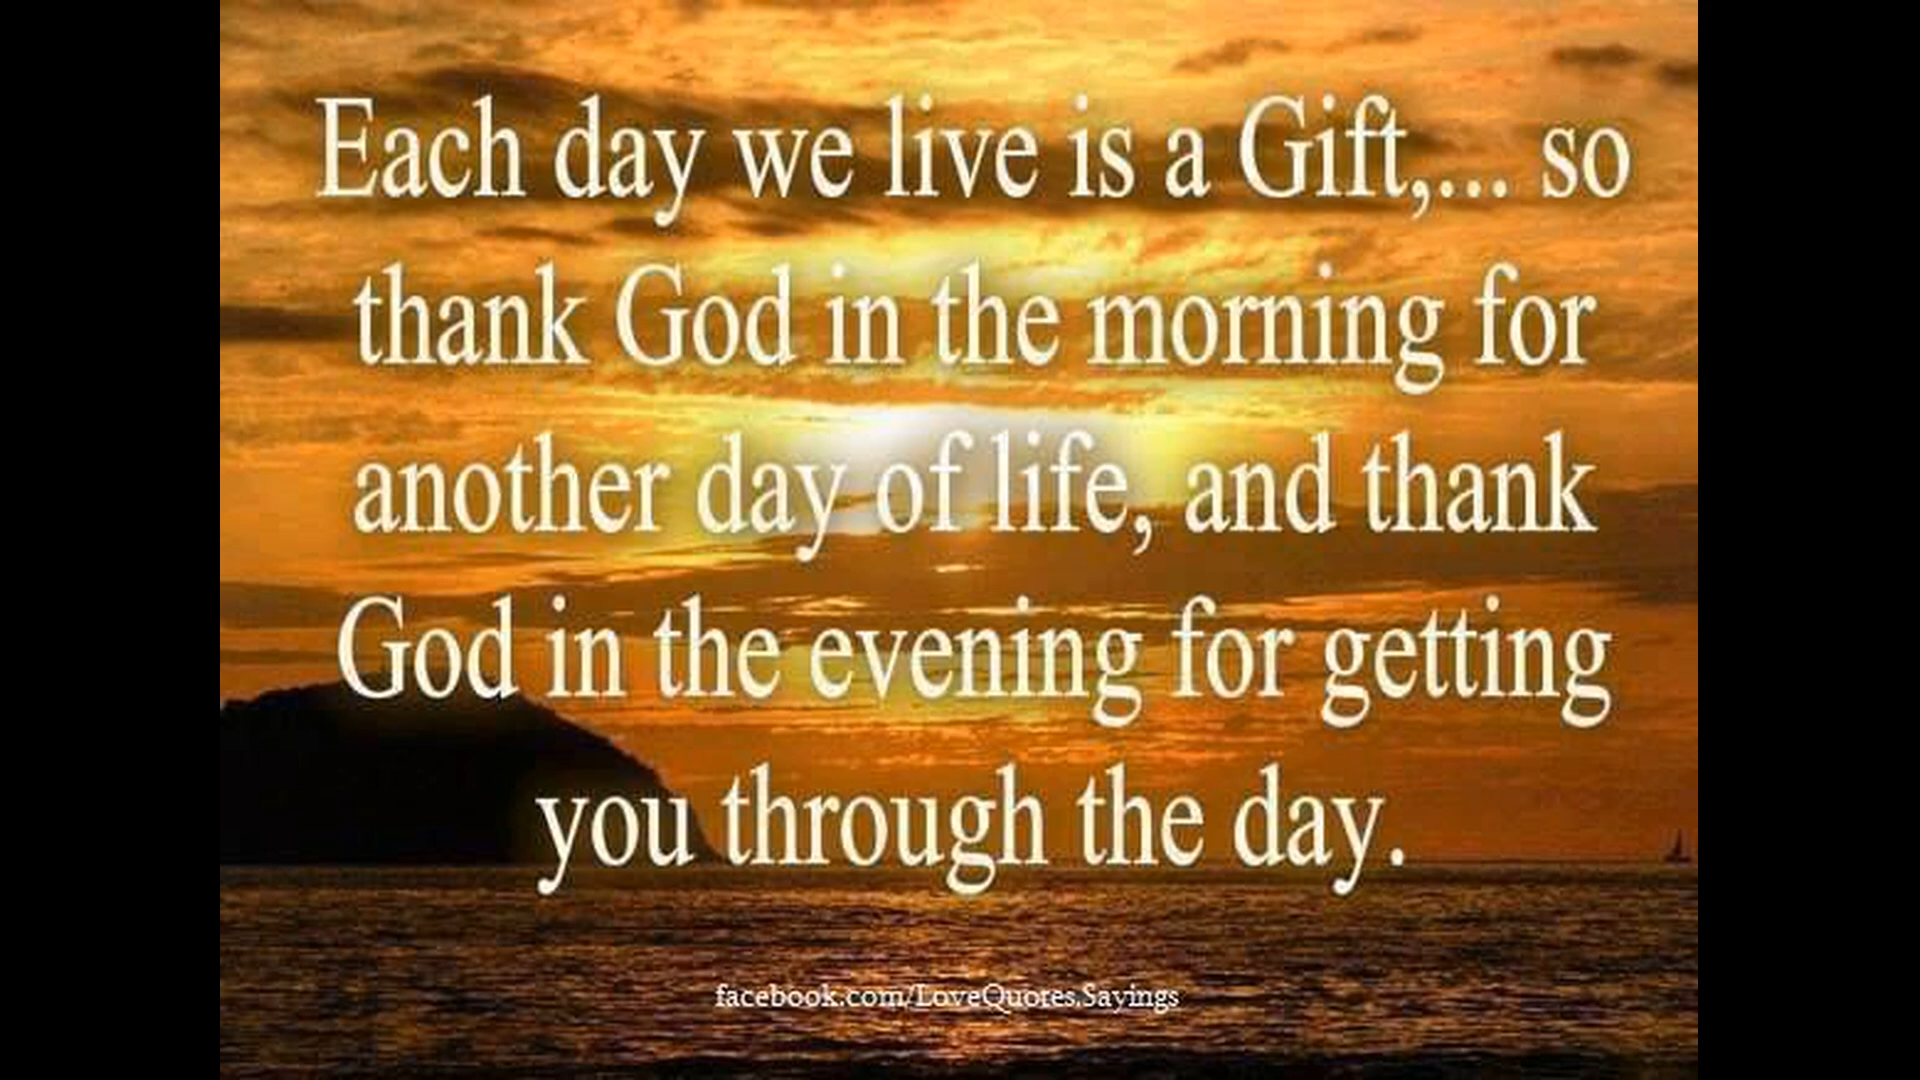 Each day we live is a Gift,... so
thank God in the morning for
another day of life, and thank
God in the evening for getting
you through the day.
facebook.com/LoveQuores.Sayings